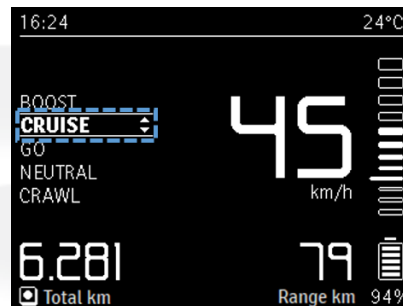 16:24 24°C
BOOST
CRUISE
GO
NEUTRAL
CRAWL
45
km/h
6.281 79
Total km Range km 94%